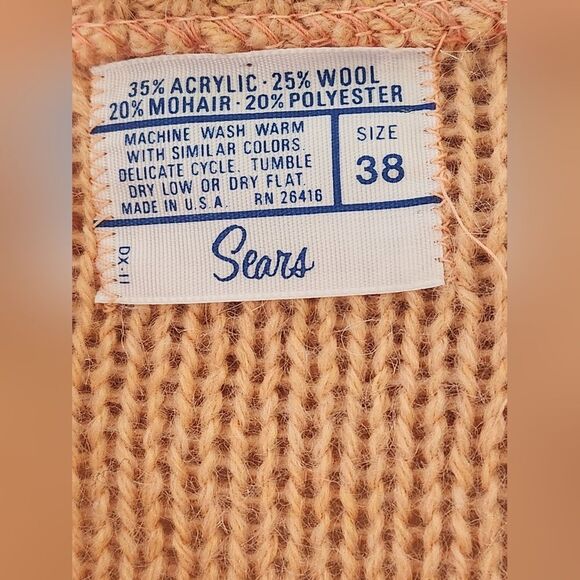 35% ACRYLIC · 25% WOOL
20% MOHAIR · 20% POLYESTER
MACHINE WASH WARM
WITH SIMILAR COLORS.
DELICATE CYCLE. TUMBLE
DRY LOW OR DRY FLAT.
MADE IN U.S.A. RN 26416
SIZE
38
DX-11
Sears